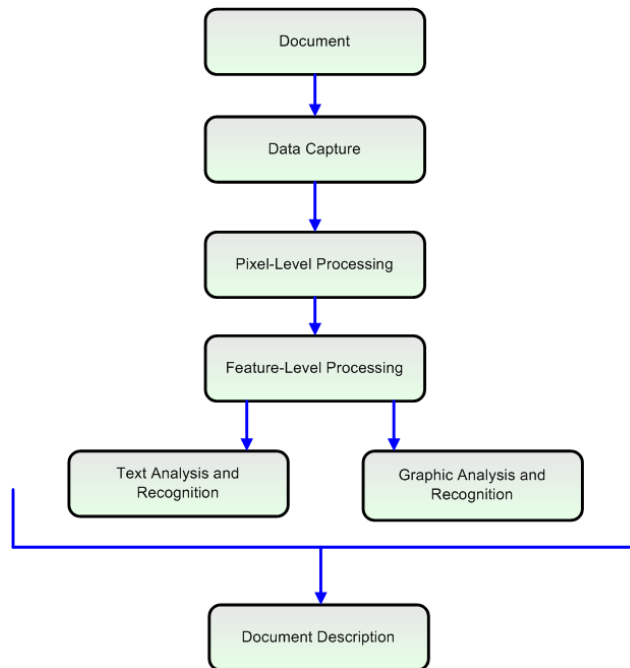 Document
Data Capture
Pixel-Level Processing
Feature-Level Processing
Text Analysis and
Recognition
Graphic Analysis and
Recognition
Document Description